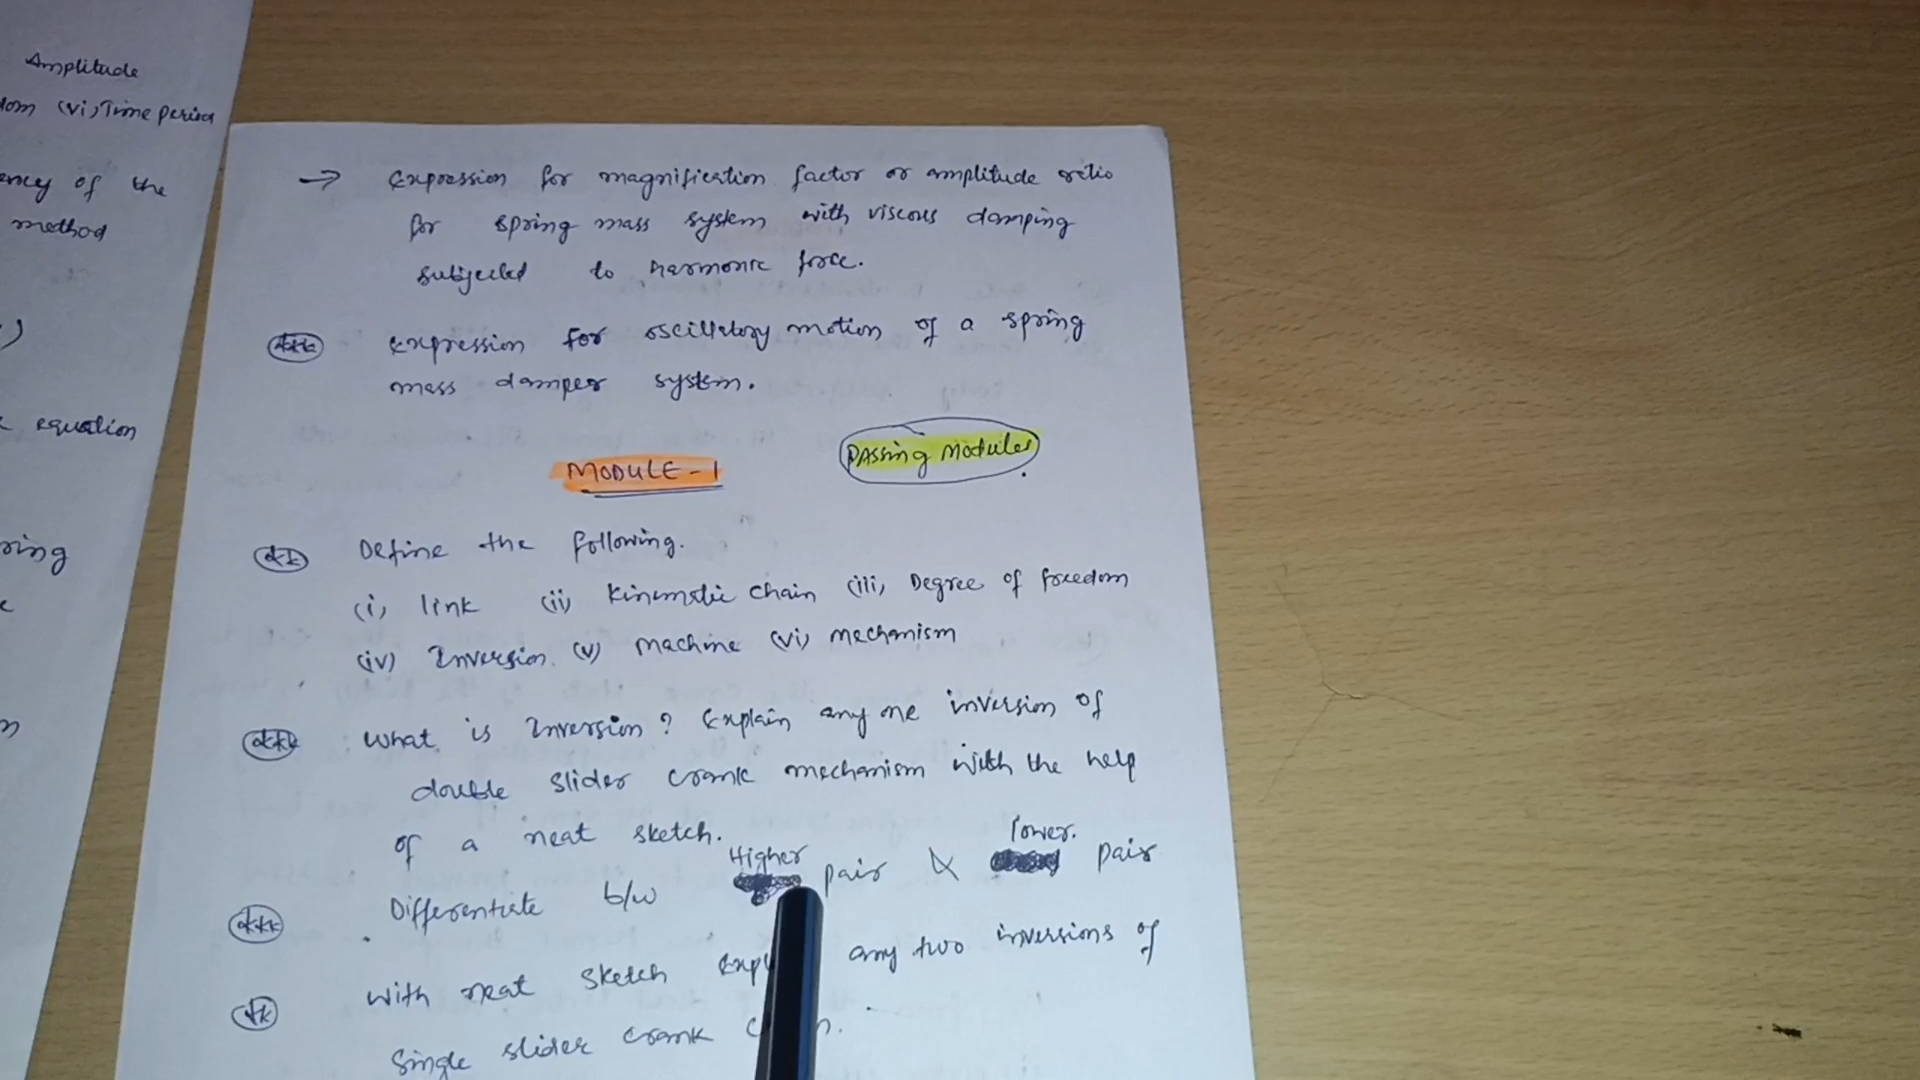 Amplitude
dom (vi) Time period
ency of the
method
)
equation
ring
→ Expression for magnification factor or amplitude ratio
for spring mass system with viscous damping
subjected to harmonic force.
*** Expression for oscillatory motion of a spring
mass damper system.
MODULE - 1
Passing Modules
** Define the following.
(i) link (ii) Kinematic chain (iii) Degree of freedom
(iv) Inversion (v) Machine (vi) mechanism
*** What is Inversion? Explain any one inversion of
double slider crank mechanism with the help
of a neat sketch.
*** Differentiate b/w Higher pair & lower. pair
** With neat sketch Expl any two inversions of
Single slider crank c n.